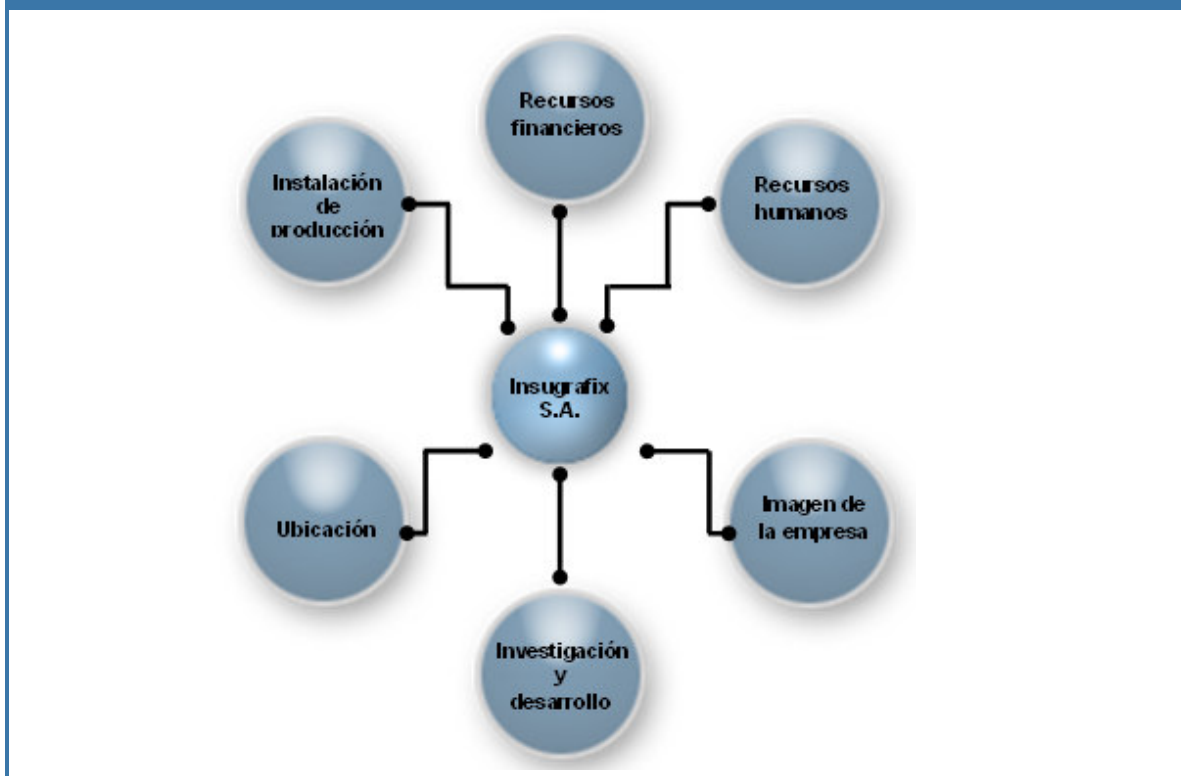 Recursos
financieros
Instalación
de
producción
Recursos
humanos
Insugrafix
S.A.
Ubicación
Imagen de
la empresa
Investigación
y
desarrollo